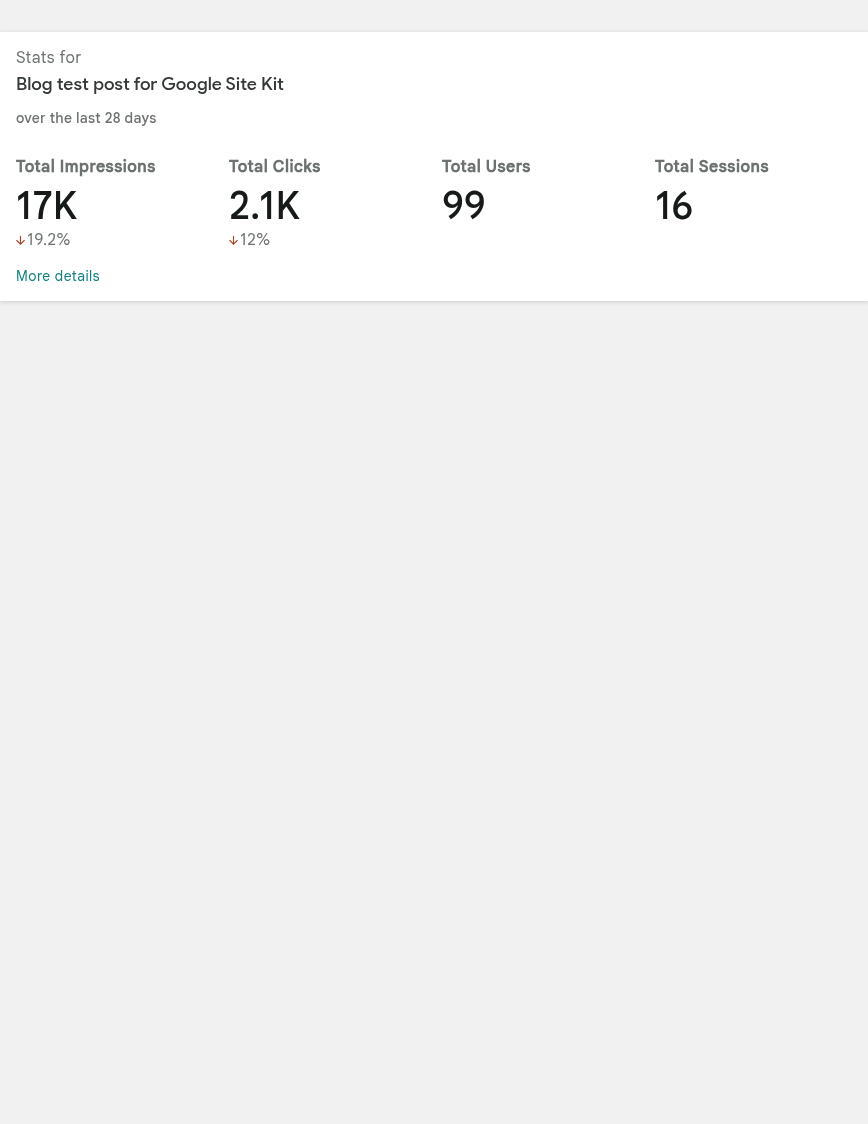 Stats for
Blog test post for Google Site Kit
over the last 28 days
Total Impressions
17K
↓19.2%
Total Clicks
2.1K
↓12%
Total Users
99
Total Sessions
16
More details